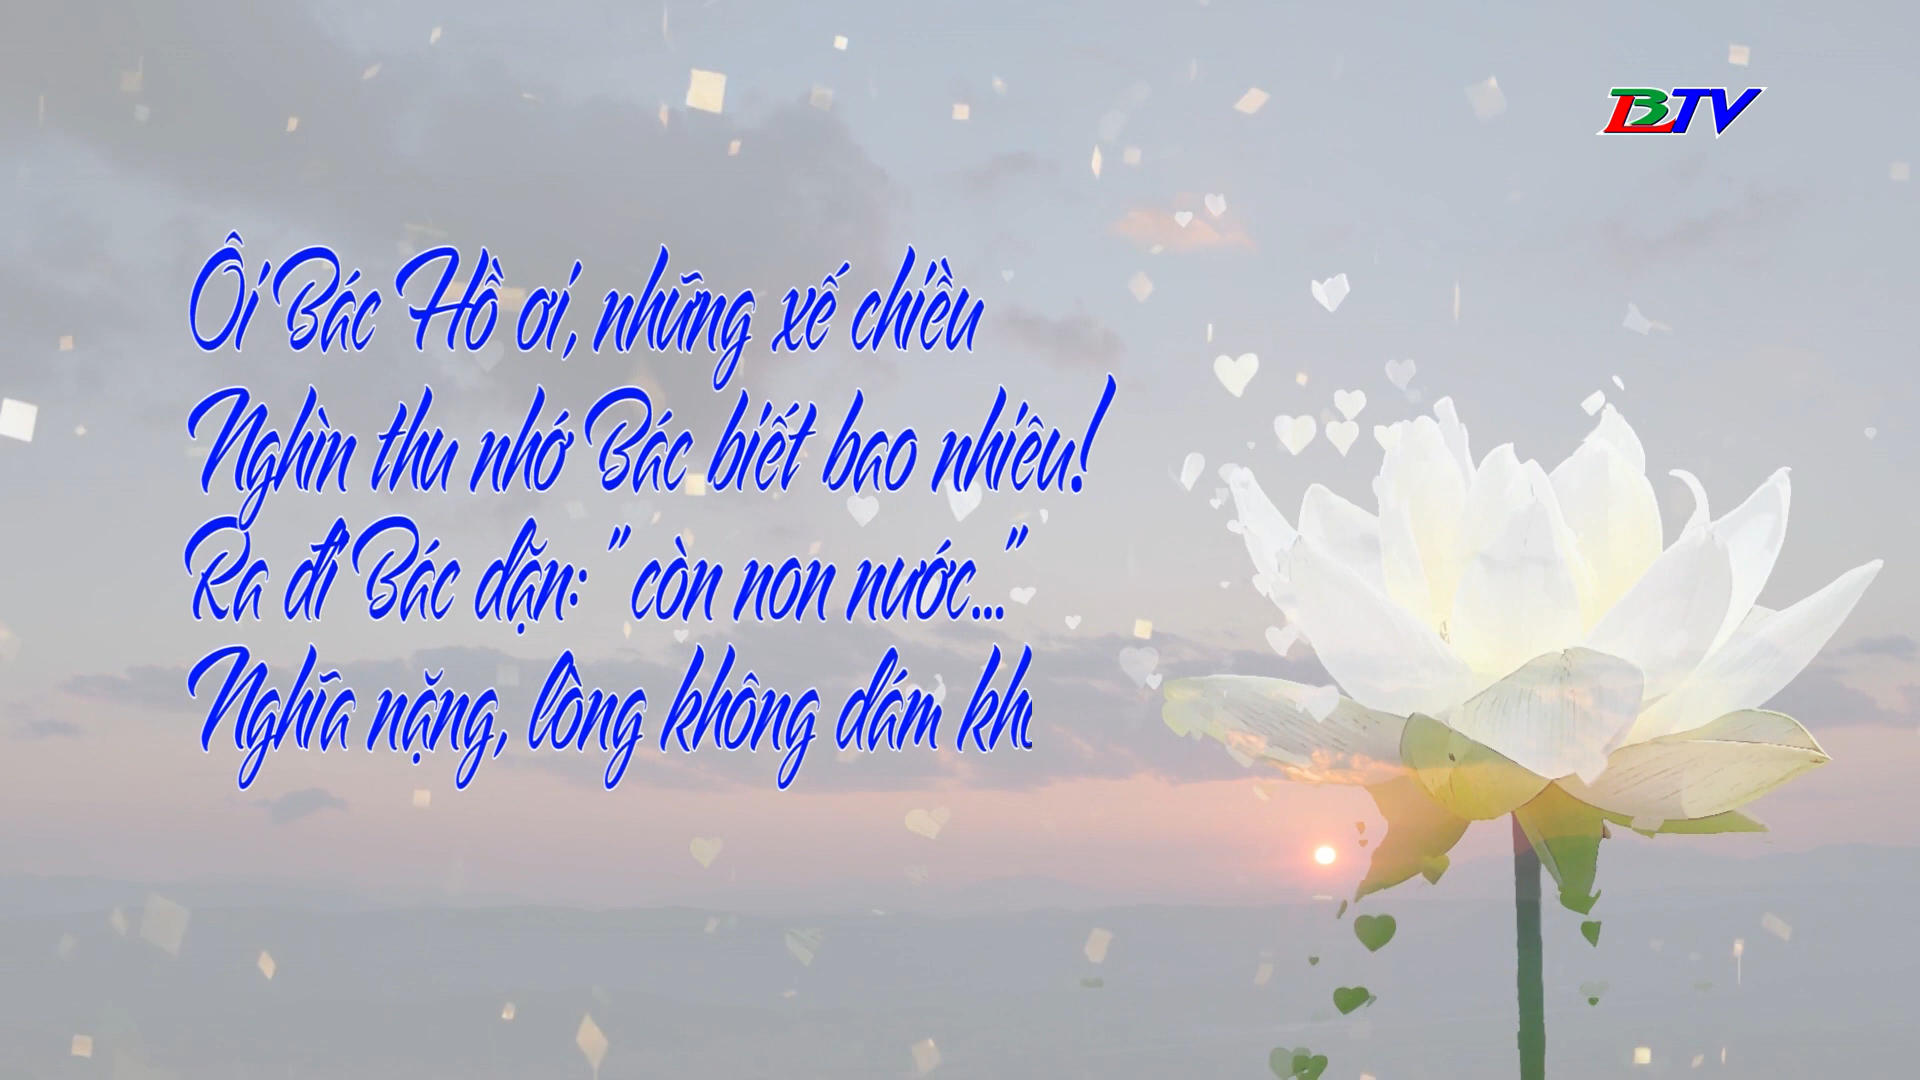 BTV
Ôi Bác Hồ ơi, những xế chiều
Nghìn thu nhớ Bác biết bao nhiêu!
Ra đi Bác dặn: "còn non nước..."
Nghĩa nặng, lòng không dám